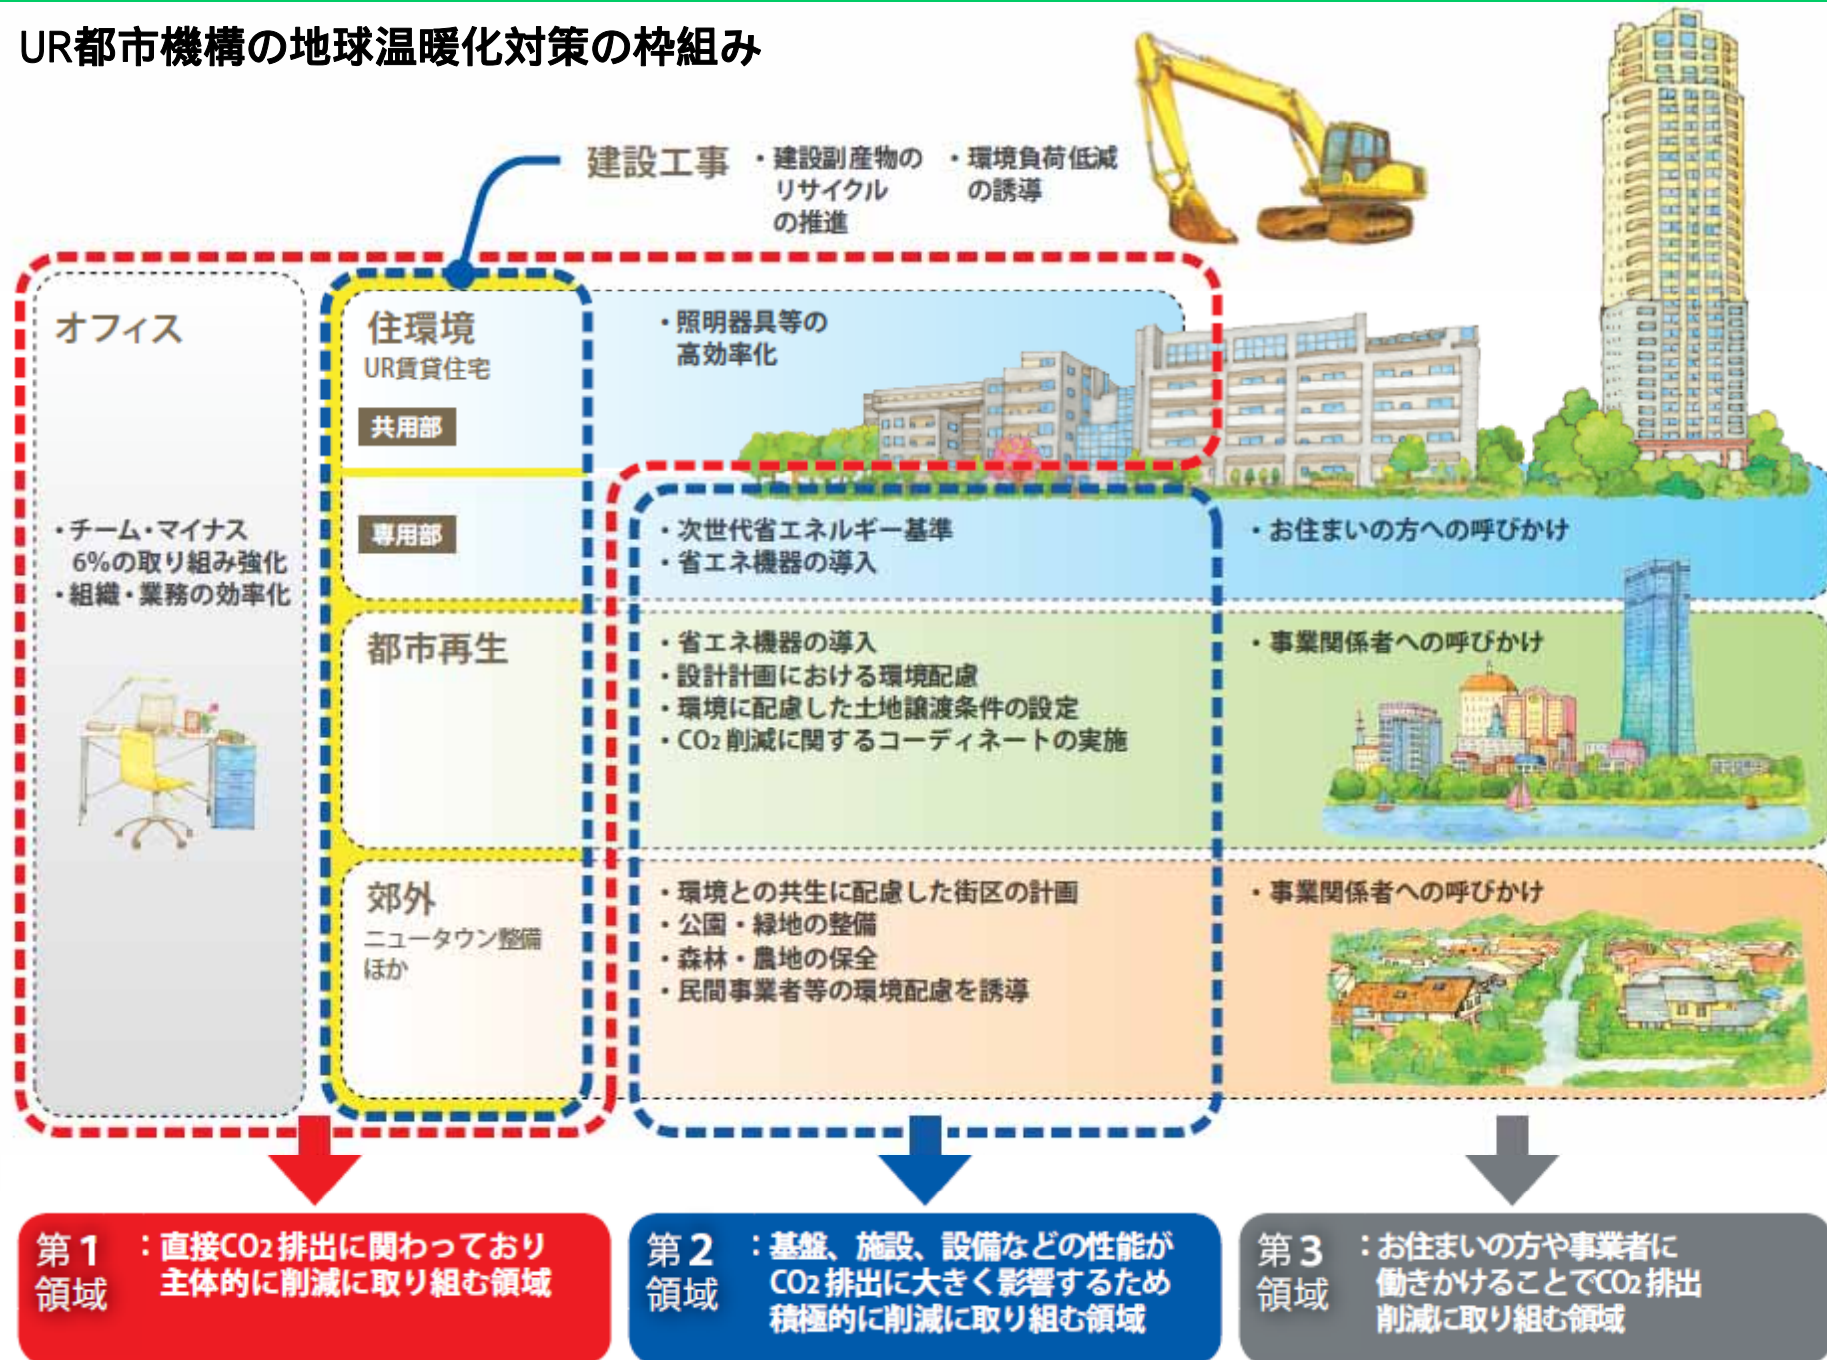 UR都市機構の地球温暖化対策の枠組み
建設工事
・建設副産物の
リサイクル
の推進
・環境負荷低減
の誘導
オフィス
・チーム・マイナス
6%の取り組み強化
・組織・業務の効率化
住環境
UR賃貸住宅
共用部
・照明器具等の
高効率化
専用部
・次世代省エネルギー基準
・省エネ機器の導入
・お住まいの方への呼びかけ
都市再生
・省エネ機器の導入
・設計計画における環境配慮
・環境に配慮した土地譲渡条件の設定
・CO2削減に関するコーディネートの実施
・事業関係者への呼びかけ
郊外
ニュータウン整備
ほか
・環境との共生に配慮した街区の計画
・公園・緑地の整備
・森林・農地の保全
・民間事業者等の環境配慮を誘導
・事業関係者への呼びかけ
第1
領域
：直接CO2排出に関わっており
主体的に削減に取り組む領域
第2
領域
：基盤、施設、設備などの性能が
CO2排出に大きく影響するため
積極的に削減に取り組む領域
第3
領域
：お住まいの方や事業者に
働きかけることでCO2排出
削減に取り組む領域